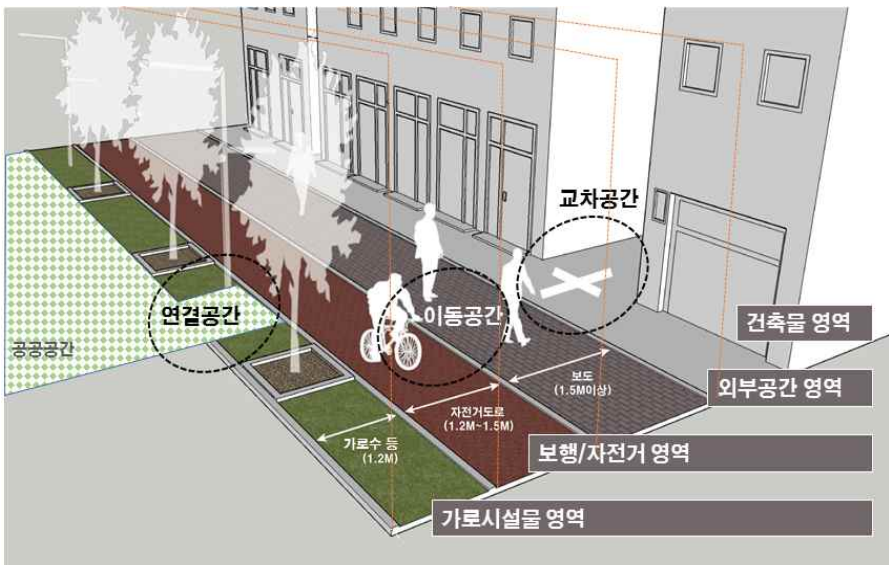 교차공간
연결공간
이동공간
공공공간
건축물 영역
보도
(1.5M이상)
외부공간 영역
자전거도로
(1.2M~1.5M)
가로수 등
(1.2M)
보행/자전거 영역
가로시설물 영역